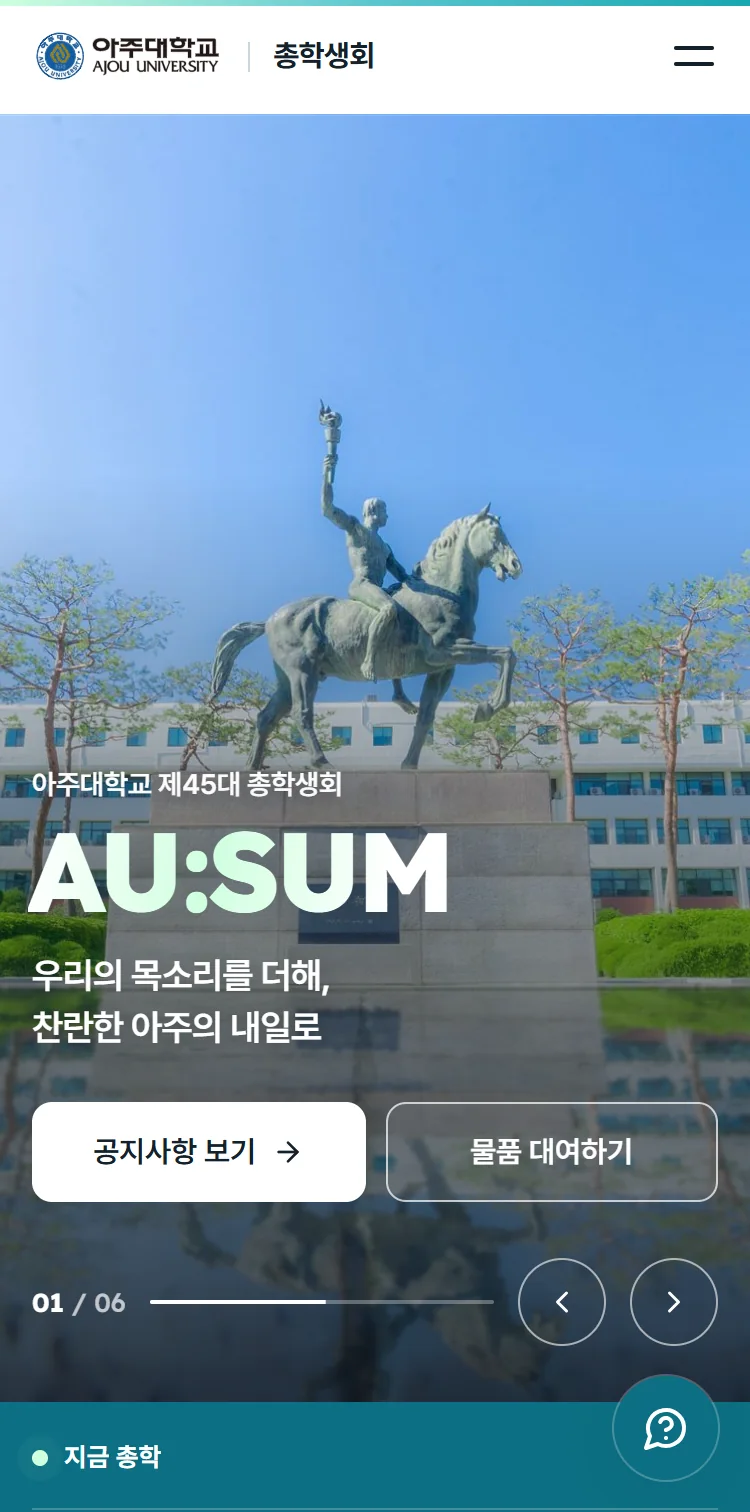 아주대학교
AJOU UNIVERSITY
총학생회
아주대학교 제45대 총학생회
AU:SUM
우리의 목소리를 더해,
찬란한 아주의 내일로
공지사항 보기
물품 대여하기
01 / 06
지금 총학